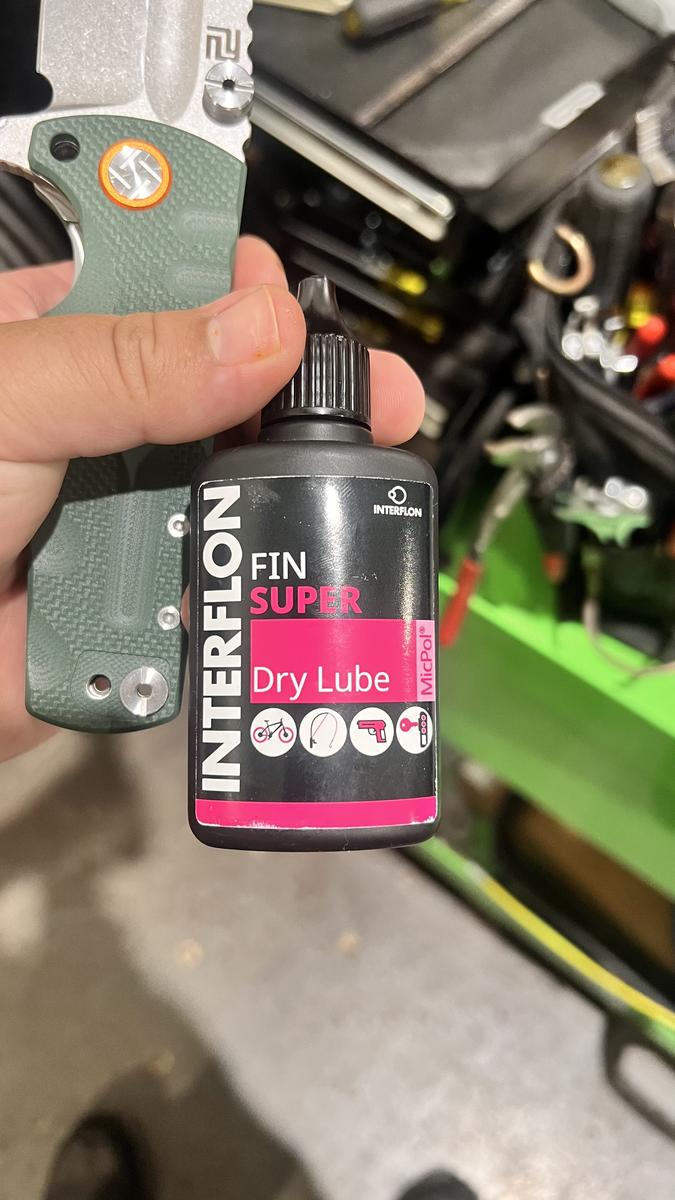 INTERFLON
INTERFLON
FIN
SUPER
Dry Lube
MicPol®